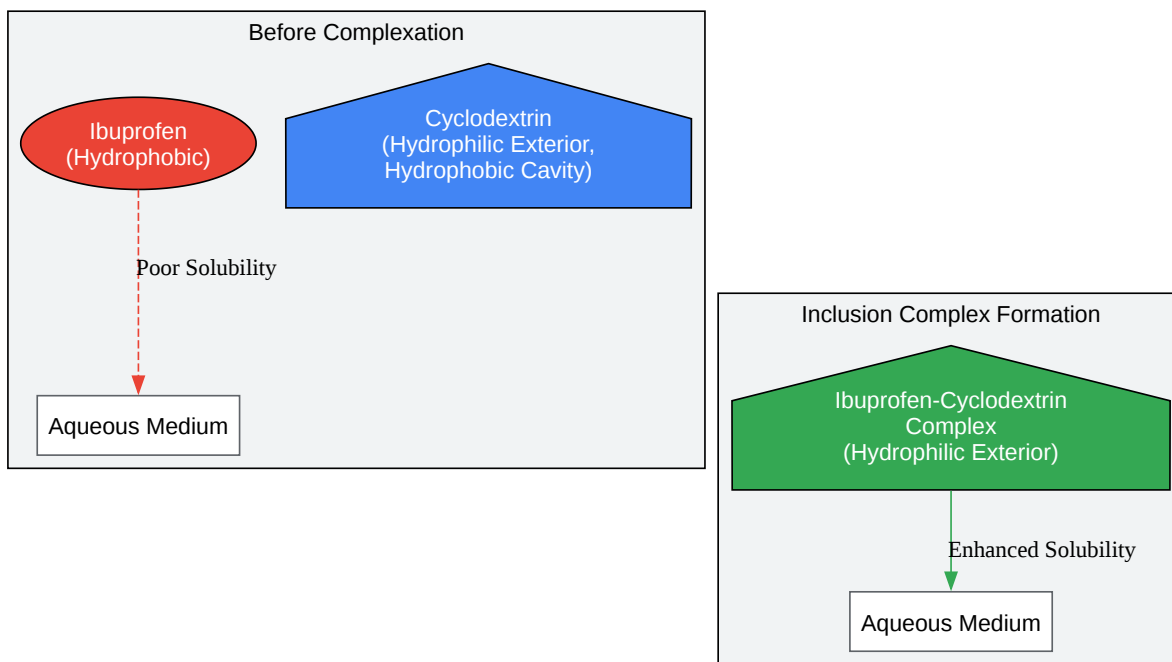 Before Complexation
Ibuprofen
(Hydrophobic)
Cyclodextrin
(Hydrophilic Exterior,
Hydrophobic Cavity)
Poor Solubility
Aqueous Medium
Inclusion Complex Formation
Ibuprofen-Cyclodextrin
Complex
(Hydrophilic Exterior)
Enhanced Solubility
Aqueous Medium